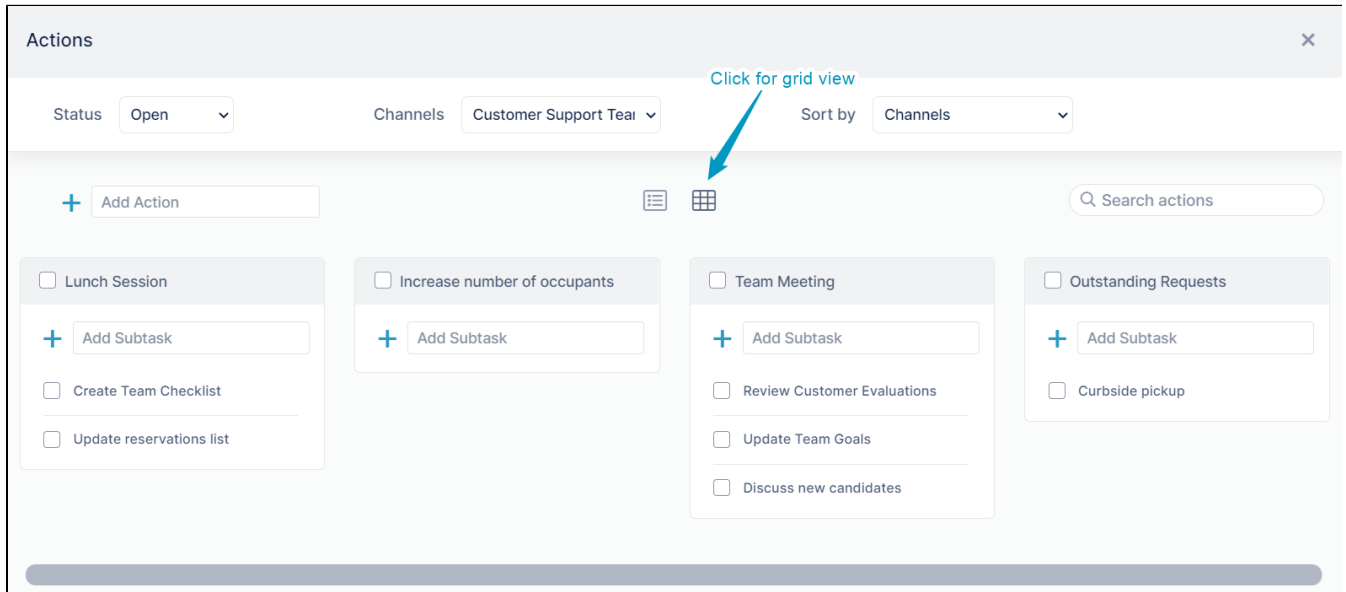 Actions
Click for grid view
Status Open Channels Customer Support Tea Sort by Channels
Add Action Search actions
Lunch Session Increase number of occupants Team Meeting Outstanding Requests
Add Subtask Add Subtask Add Subtask Add Subtask
Create Team Checklist Review Customer Evaluations Curbside pickup
Update reservations list Update Team Goals
Discuss new candidates